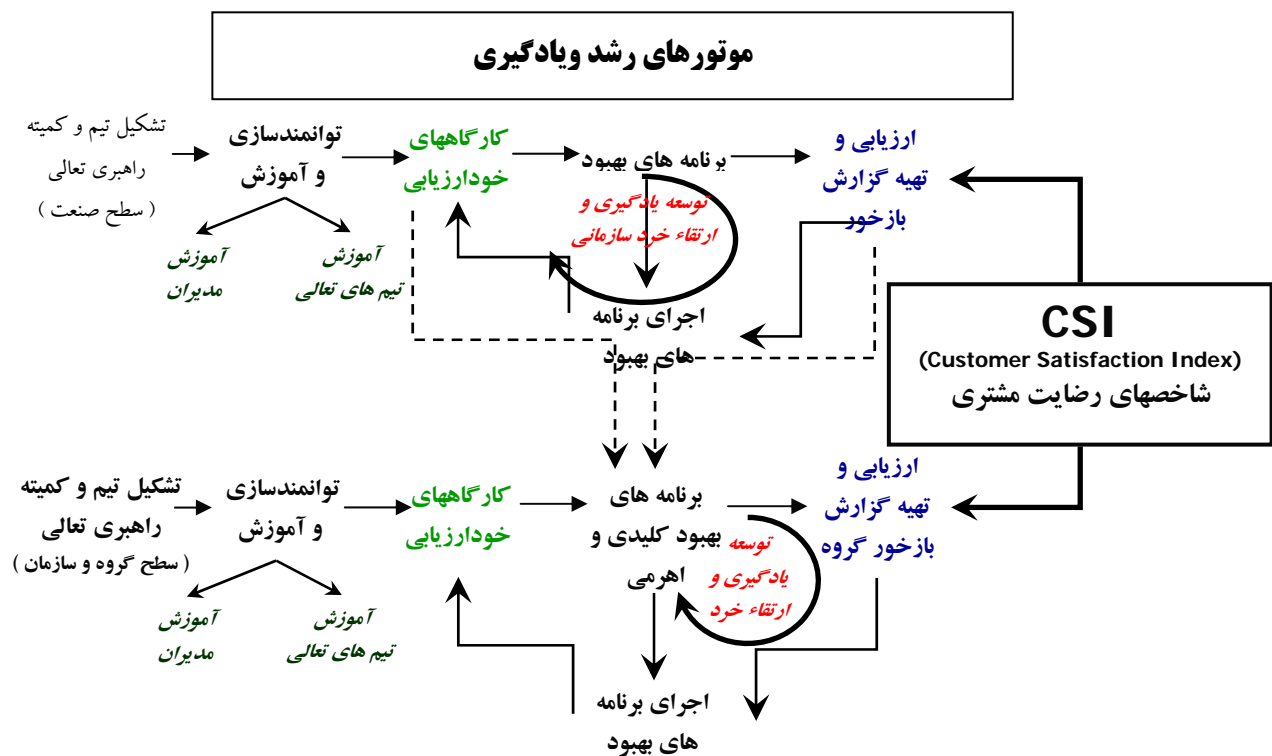 موتورهای رشد ویادگیری
تشکیل تیم و کمیته
راهبری تعالی
( سطح صنعت )
توانمندسازی
و آموزش
آموزش
مدیران
آموزش
تیم های تعالی
کارگاههای
خودارزیابی
برنامه های بهبود
توسعه یادگیری و
ارتقاء خرد سازمانی
اجرای برنامه
های بهبود
ارزیابی و
تهیه گزارش
بازخور
CSI
(Customer Satisfaction Index)
شاخصهای رضایت مشتری
تشکیل تیم و کمیته
راهبری تعالی
( سطح گروه و سازمان )
توانمندسازی
و آموزش
آموزش
مدیران
آموزش
تیم های تعالی
کارگاههای
خودارزیابی
برنامه های
بهبود کلیدی و
اهرمی
توسعه
یادگیری و
ارتقاء خرد
اجرای برنامه
های بهبود
ارزیابی و
تهیه گزارش
بازخور گروه